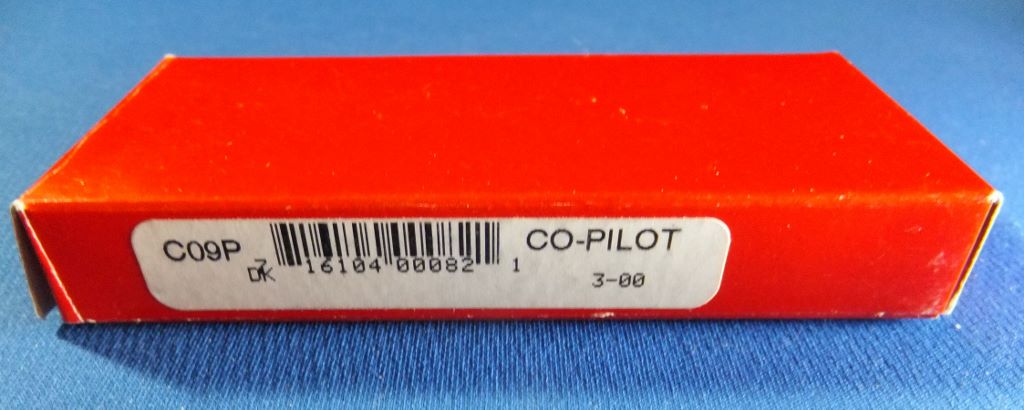 C09P CO-PILOT
7 16104 00082 1
DK 3-00